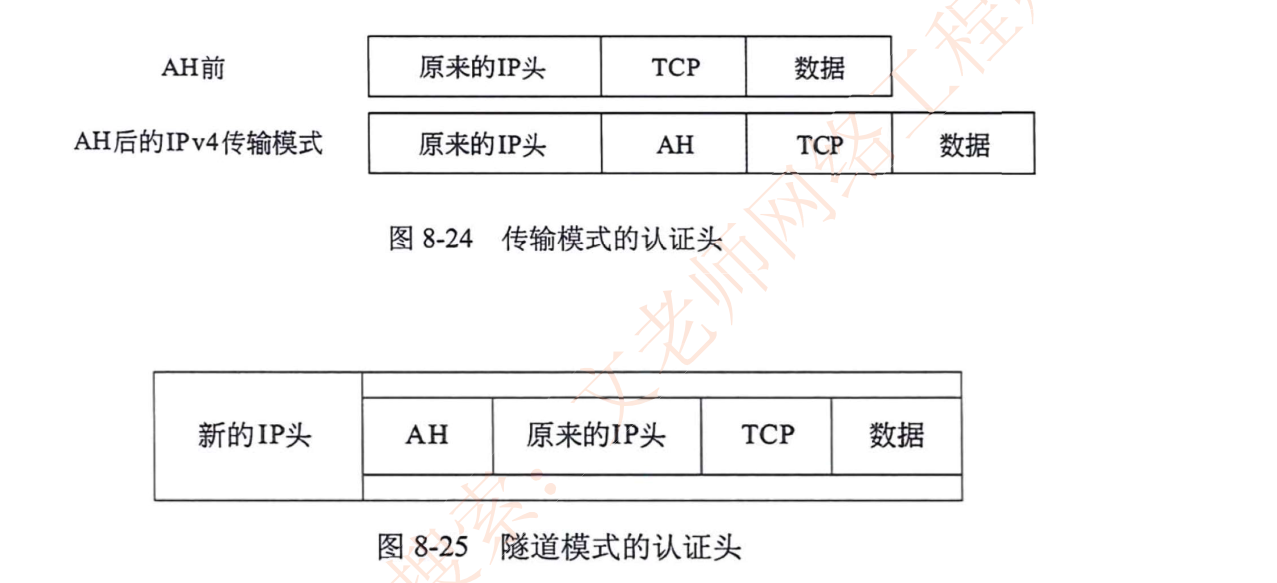 AH前 原来的IP头 TCP 数据
AH后的IPv4传输模式 原来的IP头 AH TCP 数据
图 8-24 传输模式的认证头
新的IP头 AH 原来的IP头 TCP 数据
图 8-25 隧道模式的认证头
搜索：文老师网络工程